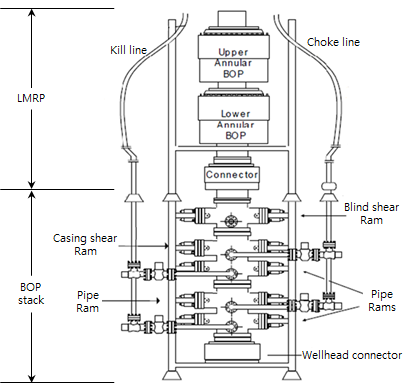 Kill line
Choke line
Upper
Annular
BOP
LMRP
Lower
Annular
BOP
Connector
Blind shear
Ram
Casing shear
Ram
BOP
stack
Pipe
Ram
Pipe
Rams
Wellhead connector